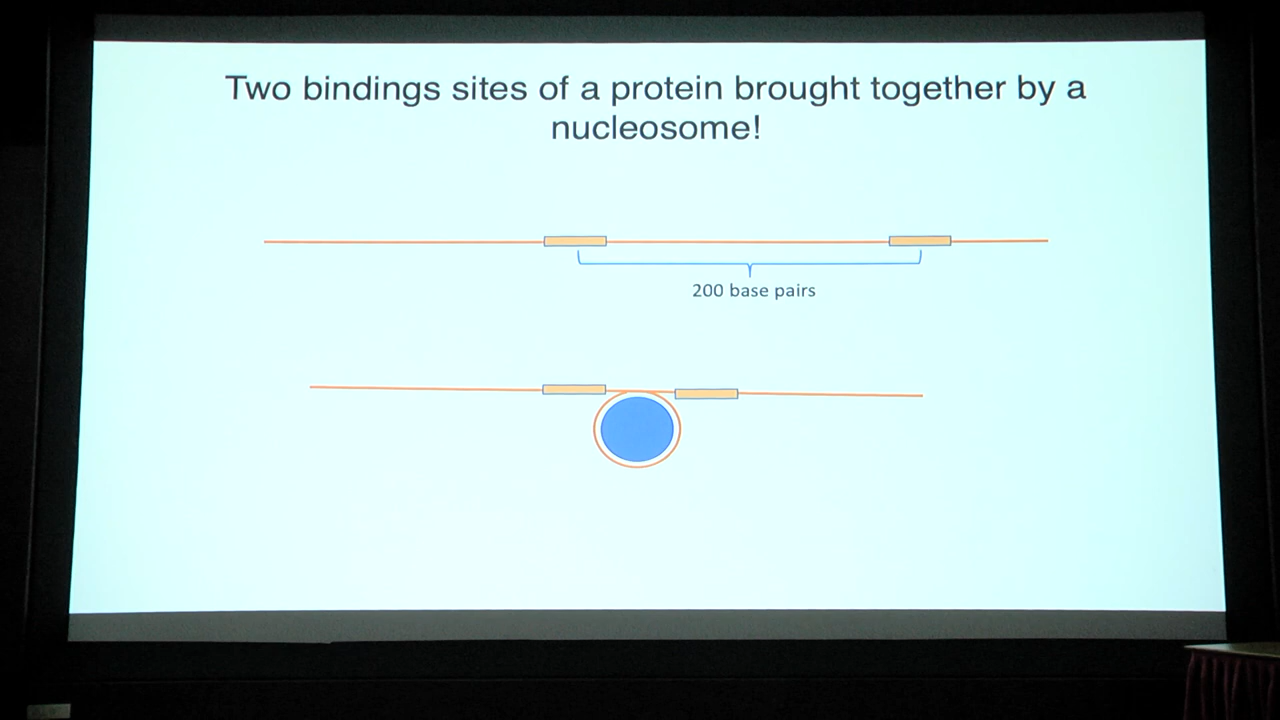 Two bindings sites of a protein brought together by a
nucleosome!
200 base pairs